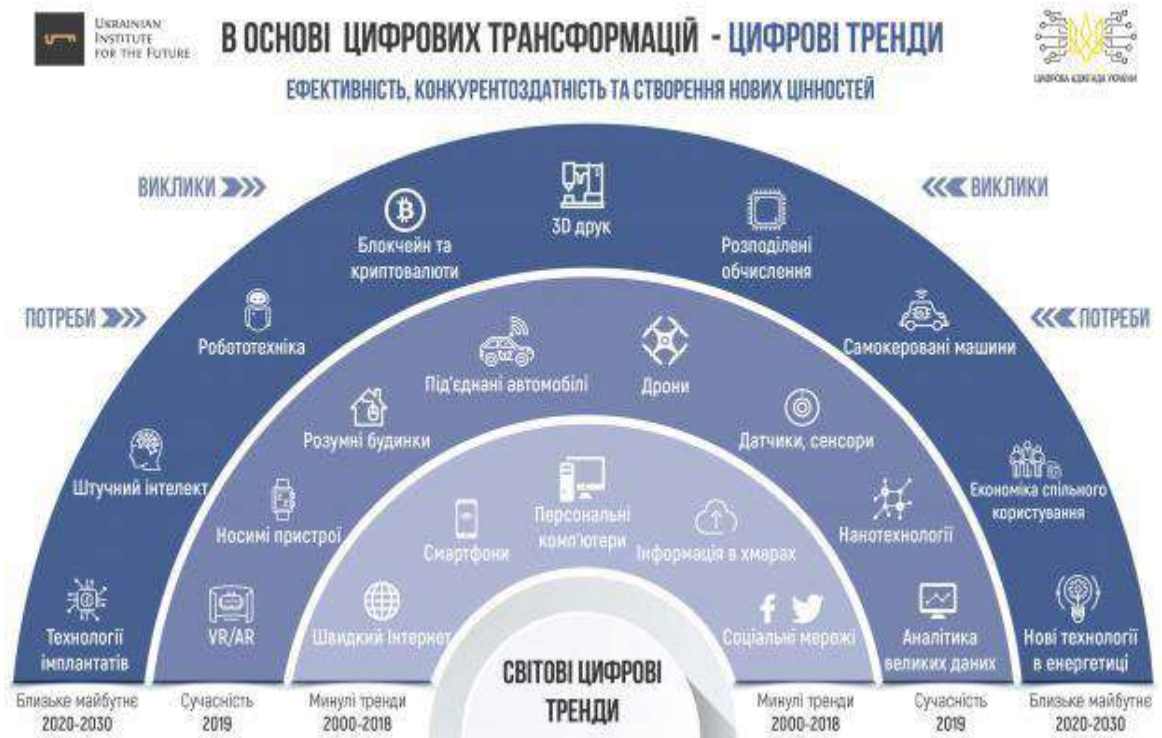 UKRAINIAN
INSTITUTE
FOR THE FUTURE
В ОСНОВІ ЦИФРОВИХ ТРАНСФОРМАЦІЙ - ЦИФРОВІ ТРЕНДИ
ЦИФРОВА АДЖЕНДА УКРАЇНИ
ЕФЕКТИВНІСТЬ, КОНКУРЕНТОЗДАТНІСТЬ ТА СТВОРЕННЯ НОВИХ ЦІННОСТЕЙ
ВИКЛИКИ
ВИКЛИКИ
ПОТРЕБИ
ПОТРЕБИ
3D друк
Блокчейн та
криптовалюти
Розподілені
обчислення
Робототехніка
Самокеровані машини
Штучний інтелект
Економіка спільного
користування
Технології
імплантатів
Нові технології
в енергетиці
Під'єднані автомобілі
Дрони
Розумні будинки
Датчики, сенсори
Носимі пристрої
Нанотехнології
VR/AR
Аналітика
великих даних
Персональні
комп'ютери
Смартфони
Інформація в хмарах
Швидкий Інтернет
Соціальні мережі
СВІТОВІ ЦИФРОВІ
ТРЕНДИ
Близьке майбутнє
2020-2030
Сучасність
2019
Минулі тренди
2000-2018
Минулі тренди
2000-2018
Сучасність
2019
Близьке майбутнє
2020-2030